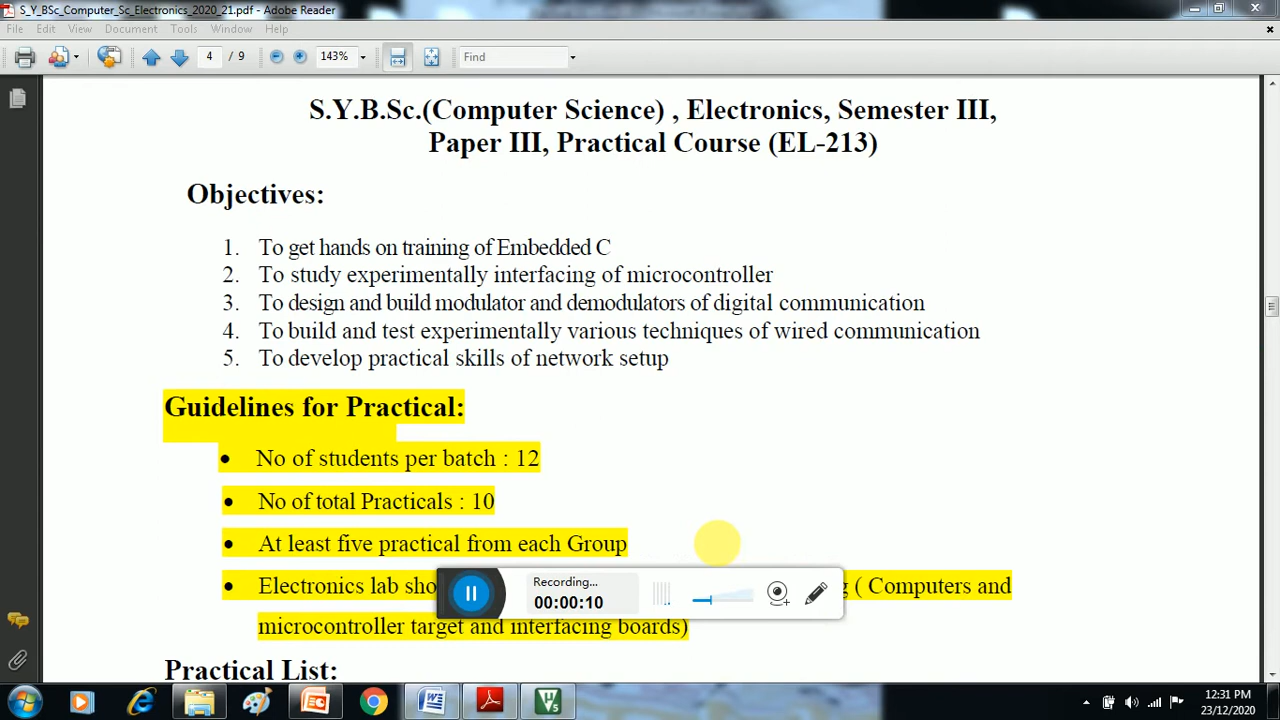 S_Y_BSc_Computer_Sc_Electronics_2020_21.pdf - Adobe Reader
File Edit View Document Tools Window Help
4 / 9 143% Find
S.Y.B.Sc.(Computer Science) , Electronics, Semester III,
Paper III, Practical Course (EL-213)
Objectives:
1. To get hands on training of Embedded C
2. To study experimentally interfacing of microcontroller
3. To design and build modulator and demodulators of digital communication
4. To build and test experimentally various techniques of wired communication
5. To develop practical skills of network setup
Guidelines for Practical:
• No of students per batch : 12
• No of total Practicals : 10
• At least five practical from each Group
• Electronics lab sho
g ( Computers and
Recording...
00:00:10
microcontroller target and interfacing boards)
Practical List:
12:31 PM
23/12/2020